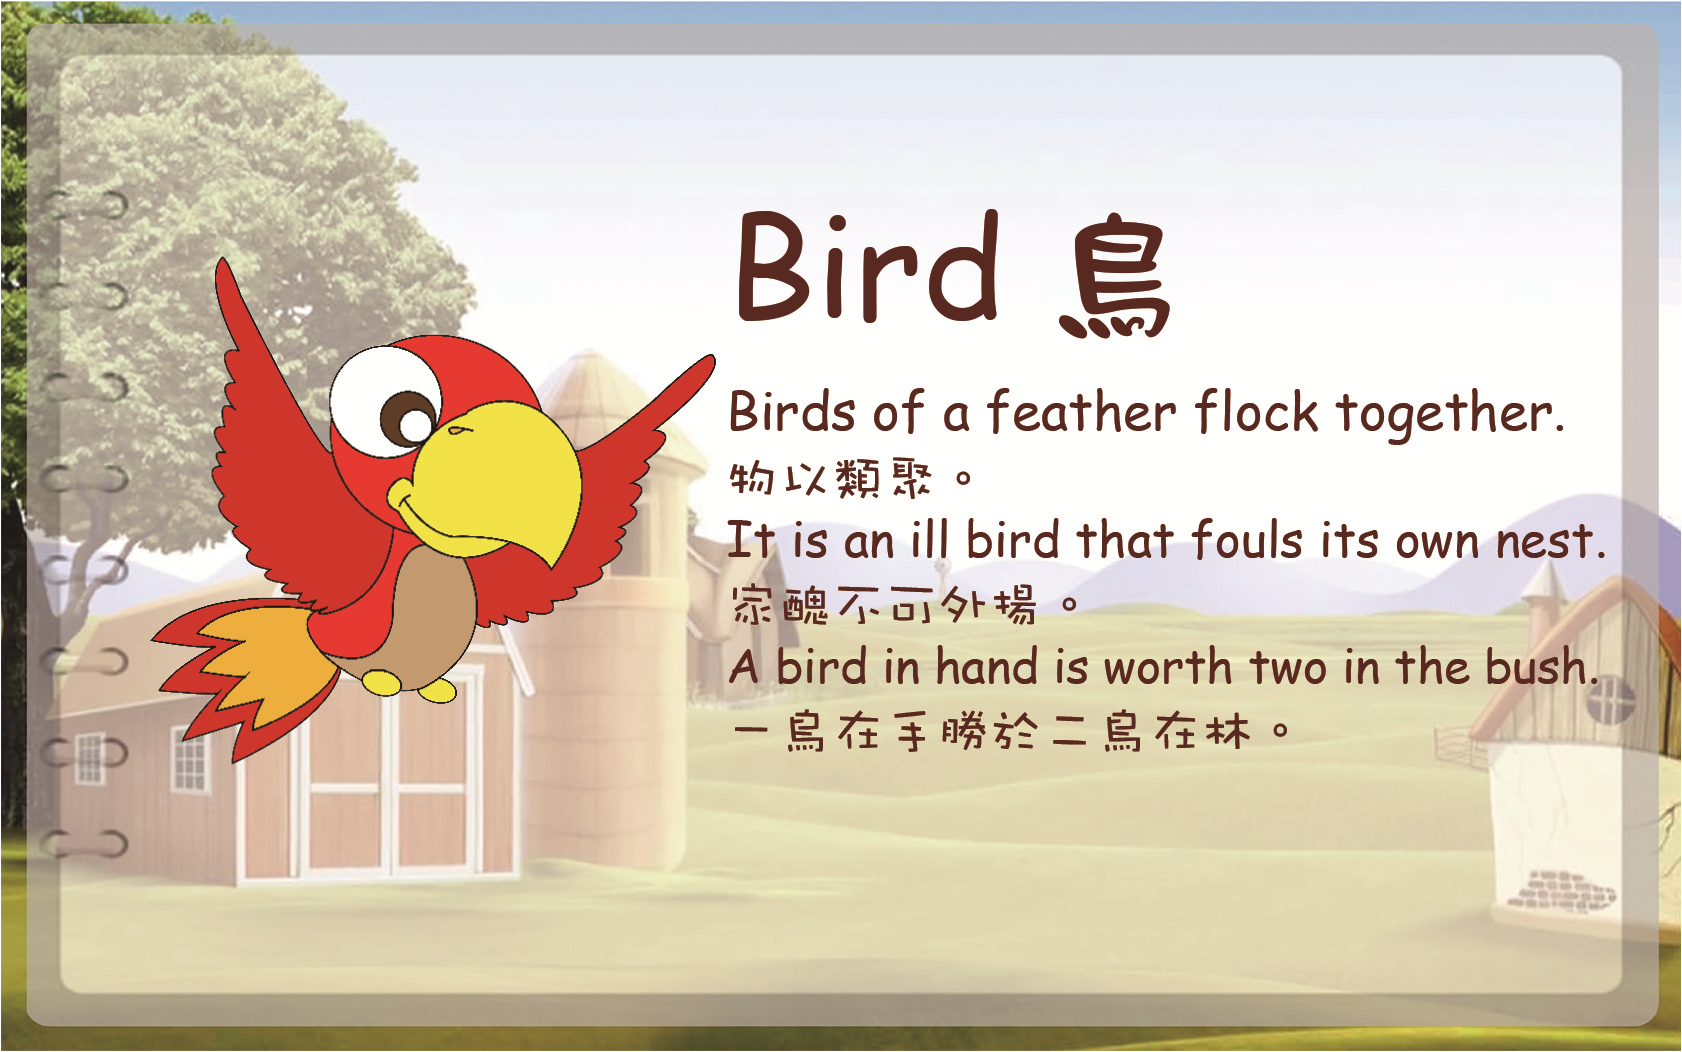 Bird 鳥
Birds of a feather flock together.
物以類聚。
It is an ill bird that fouls its own nest.
家醜不可外揚。
A bird in hand is worth two in the bush.
一鳥在手勝於二鳥在林。